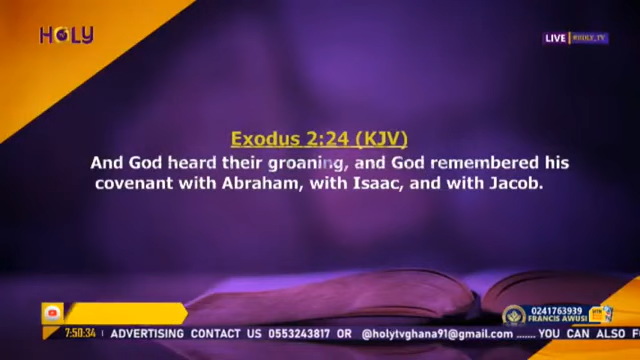 HOLY
LIVE @HOLY_TV
Exodus 2:24 (KJV)
And God heard their groaning, and God remembered his
covenant with Abraham, with Isaac, and with Jacob.
0241763939
FRANCIS AWUSI
7:50:34 ADVERTISING CONTACT US 0553243817 OR @holytvghana91@gmail.com ....... YOU CAN ALSO F